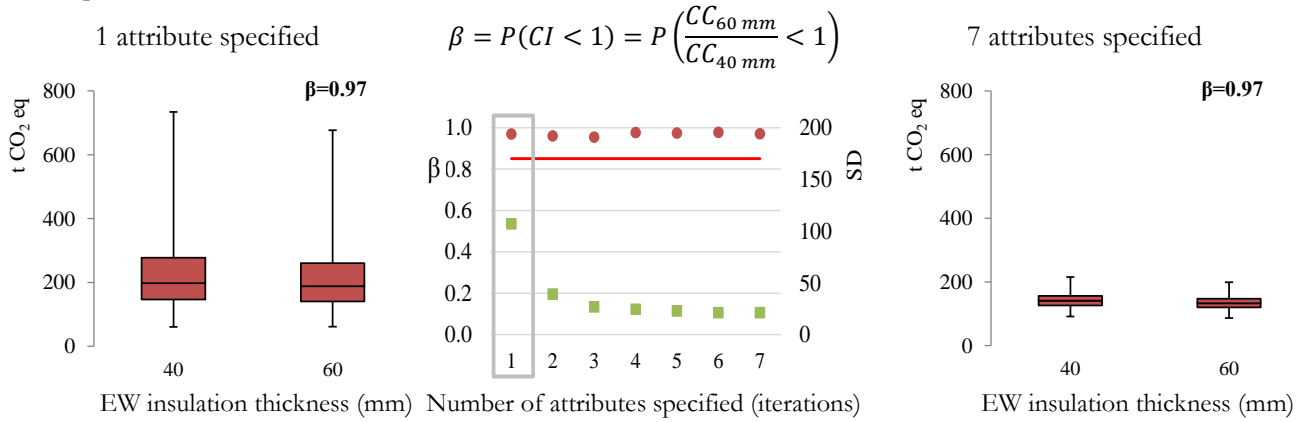 1 attribute specified
β = P(CI < 1) = P(CC₆₀ ₘₘ / CC₄₀ ₘₘ < 1)
7 attributes specified
t CO₂ eq
800
600
400
200
0
β=0.97
40
60
EW insulation thickness (mm)
β
1.0
0.8
0.6
0.4
0.2
0.0
SD
200
150
100
50
0
1 2 3 4 5 6 7
Number of attributes specified (iterations)
t CO₂ eq
800
600
400
200
0
β=0.97
40
60
EW insulation thickness (mm)